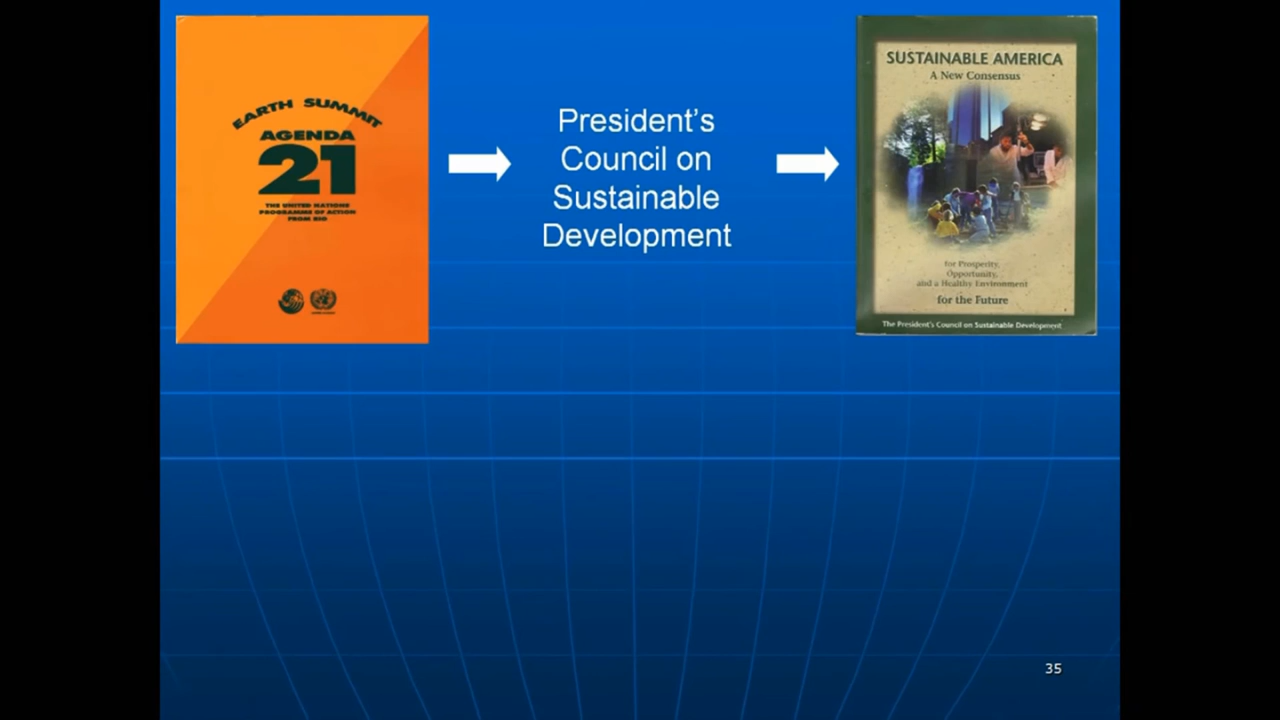 EARTH SUMMIT
AGENDA
21
THE UNITED NATIONS
PROGRAMME OF ACTION
FROM RIO
President's
Council on
Sustainable
Development
SUSTAINABLE AMERICA
A New Consensus
for Prosperity,
Opportunity,
and a Healthy Environment
for the Future
The President's Council on Sustainable Development
35